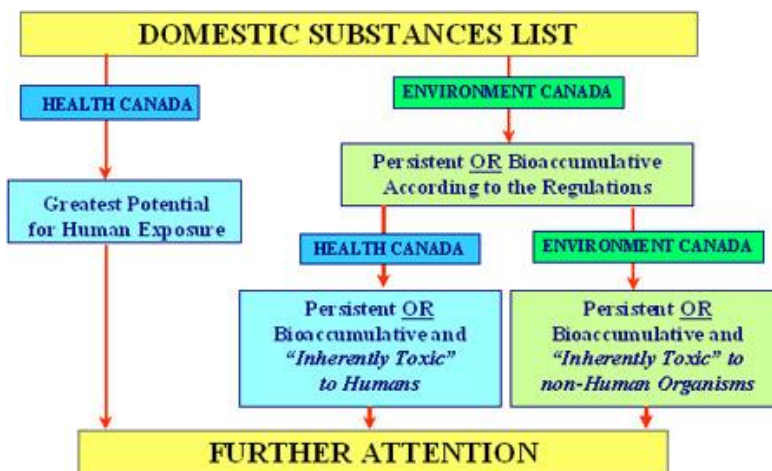 DOMESTIC SUBSTANCES LIST
HEALTH CANADA
ENVIRONMENT CANADA
Greatest Potential
for Human Exposure
Persistent OR Bioaccumulative
According to the Regulations
HEALTH CANADA
ENVIRONMENT CANADA
Persistent OR
Bioaccumulative and
“Inherently Toxic”
to Humans
Persistent OR
Bioaccumulative and
“Inherently Toxic” to
non-Human Organisms
FURTHER ATTENTION